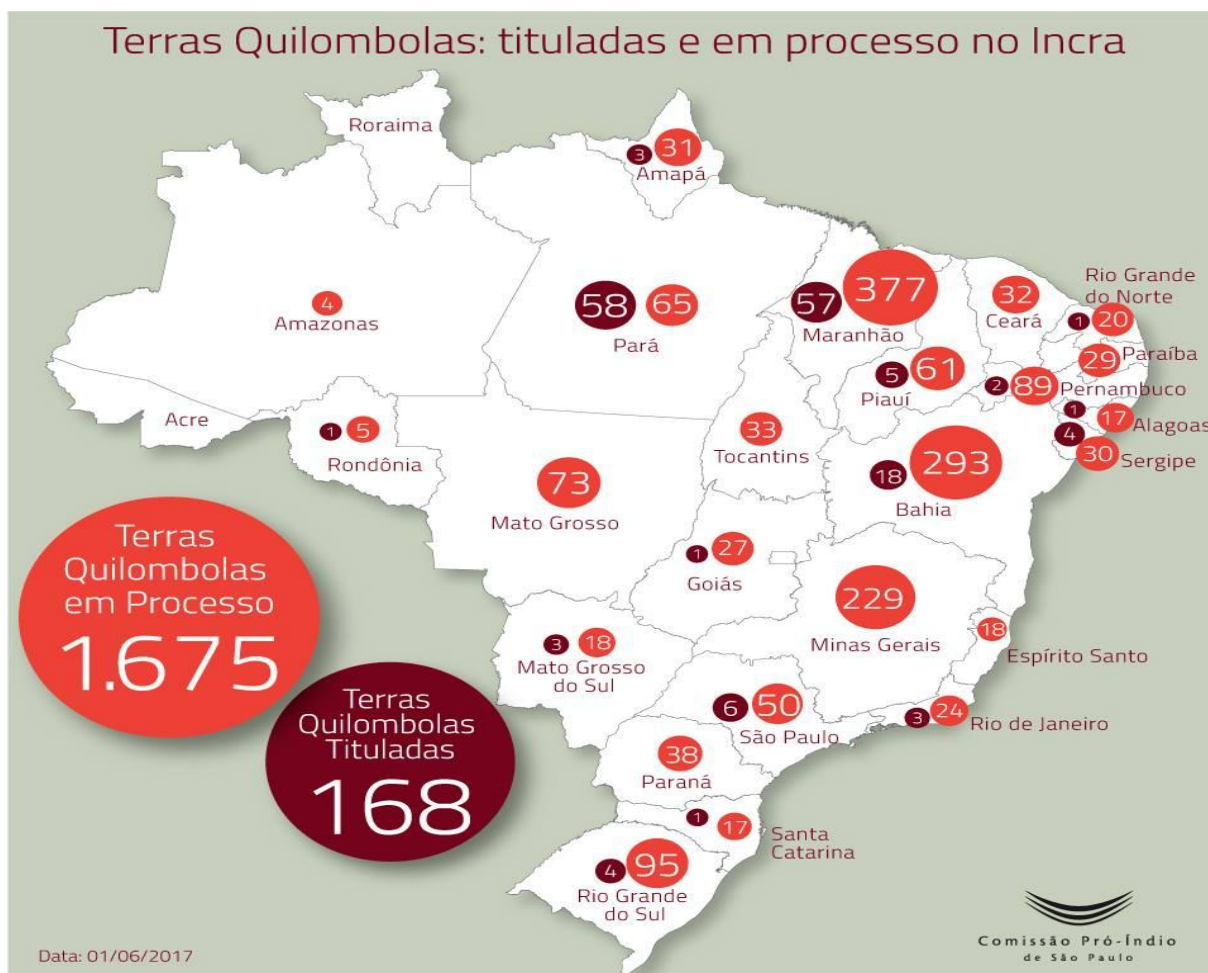 Terras Quilombolas: tituladas e em processo no Incra
Roraima
3 31
Amapá
4
Amazonas
58 65
Pará
57 377
Maranhão
32
Ceará
Rio Grande
do Norte
1 20
29 Paraíba
5 61
Piauí
2 89 Pernambuco
1 17 Alagoas
4 30 Sergipe
Acre
1 5
Rondônia
33
Tocantins
73
Mato Grosso
18 293
Bahia
1 27
Goiás
229
Minas Gerais
18
Espírito Santo
3 18
Mato Grosso
do Sul
6 50
São Paulo
3 24 Rio de Janeiro
38
Paraná
1 17 Santa
Catarina
4 95
Rio Grande
do Sul
Terras
Quilombolas
em Processo
1.675
Terras
Quilombolas
Tituladas
168
Data: 01/06/2017
Comissão Pró-Índio
de São Paulo